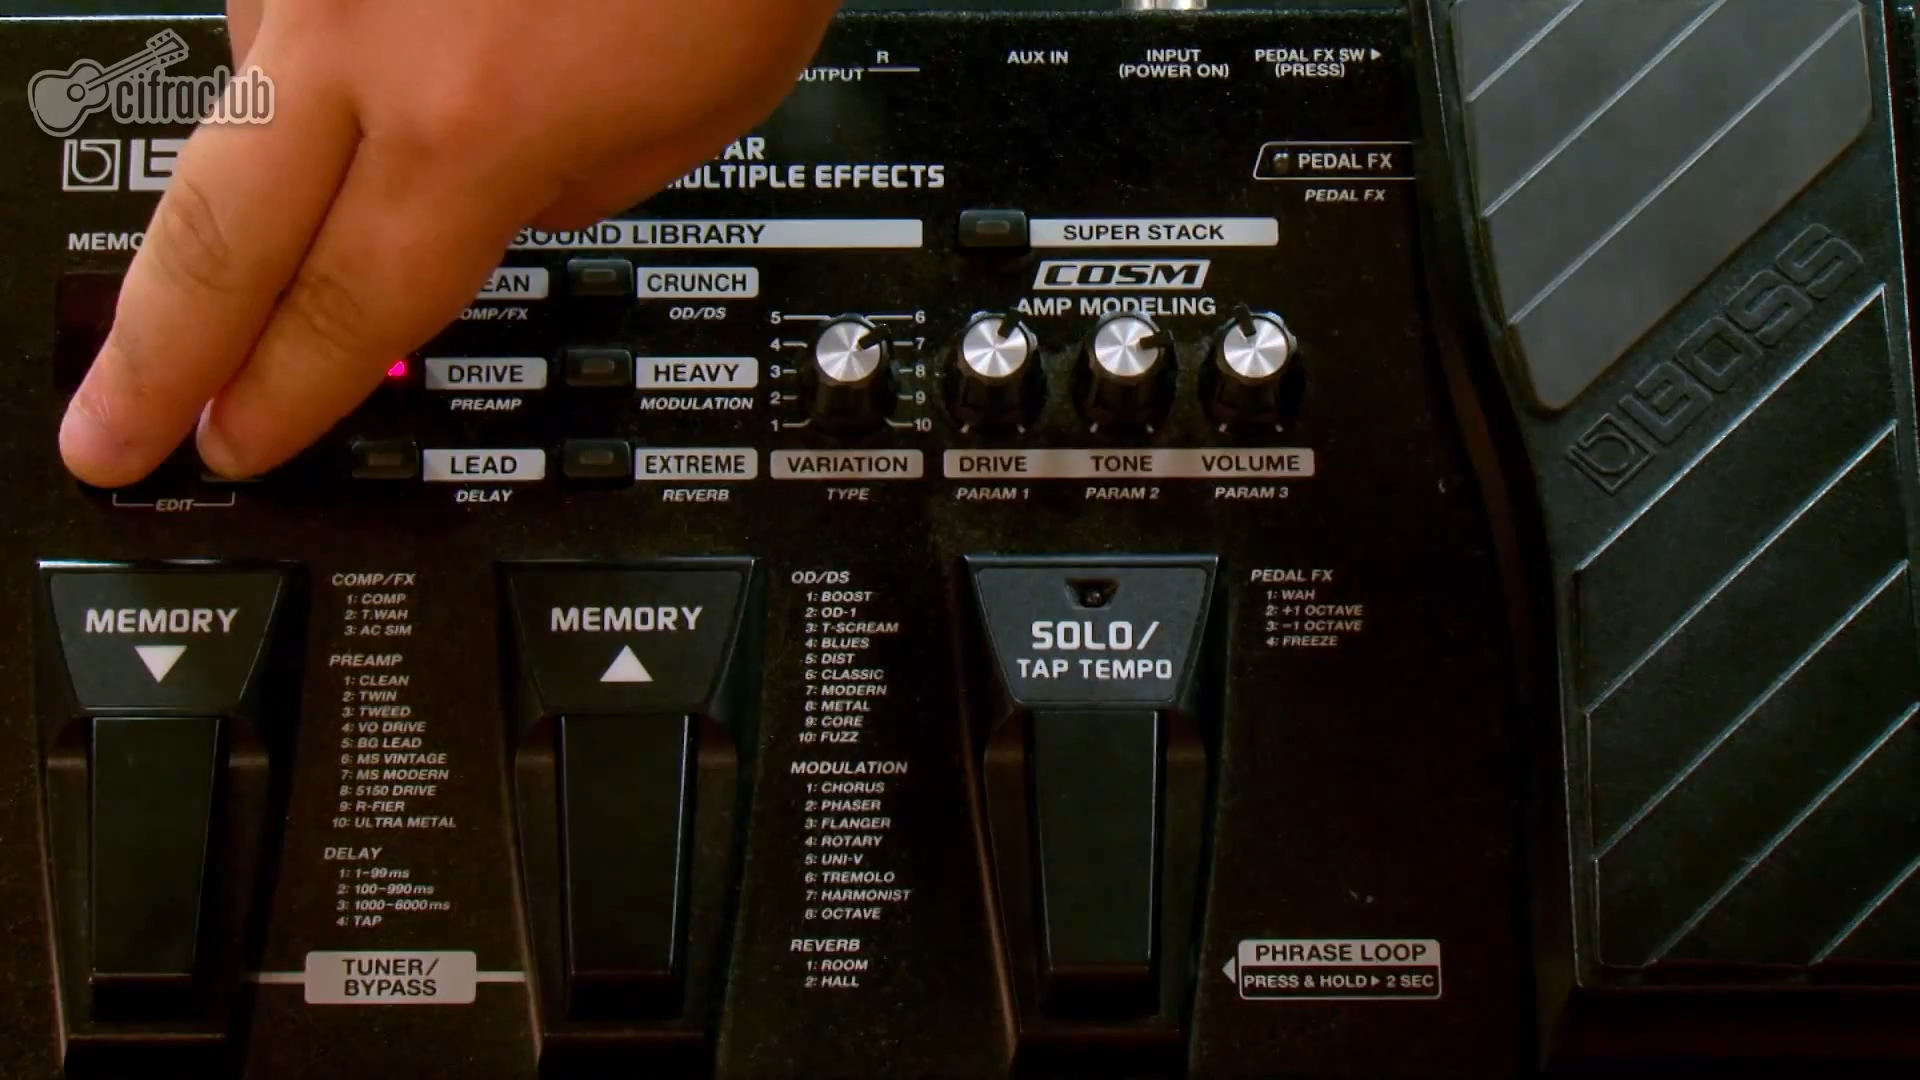 cifraclub
R
AUX IN
INPUT
(POWER ON)
PEDAL FX SW ▶
(PRESS)
MULTIPLE EFFECTS
PEDAL FX
PEDAL FX
SOUND LIBRARY
SUPER STACK
COSM
AMP MODELING
CRUNCH
OD/DS
DRIVE
PREAMP
HEAVY
MODULATION
LEAD
DELAY
EXTREME
REVERB
5 6
4 7
3 8
2 9
1 10
VARIATION
TYPE
DRIVE TONE VOLUME
PARAM 1 PARAM 2 PARAM 3
EDIT
BOSS
MEMORY
▼
COMP/FX
1: COMP
2: T.WAH
3: AC SIM
PREAMP
1: CLEAN
2: TWIN
3: TWEED
4: VO DRIVE
5: BG LEAD
6: MS VINTAGE
7: MS MODERN
8: 5150 DRIVE
9: R-FIER
10: ULTRA METAL
DELAY
1: 1-99 ms
2: 100-990 ms
3: 1000-6000 ms
4: TAP
TUNER/
BYPASS
MEMORY
▲
OD/DS
1: BOOST
2: OD-1
3: T-SCREAM
4: BLUES
5: DIST
6: CLASSIC
7: MODERN
8: METAL
9: CORE
10: FUZZ
MODULATION
1: CHORUS
2: PHASER
3: FLANGER
4: ROTARY
5: UNI-V
6: TREMOLO
7: HARMONIST
8: OCTAVE
REVERB
1: ROOM
2: HALL
SOLO/
TAP TEMPO
PEDAL FX
1: WAH
2: +1 OCTAVE
3: -1 OCTAVE
4: FREEZE
PHRASE LOOP
PRESS & HOLD ▶ 2 SEC